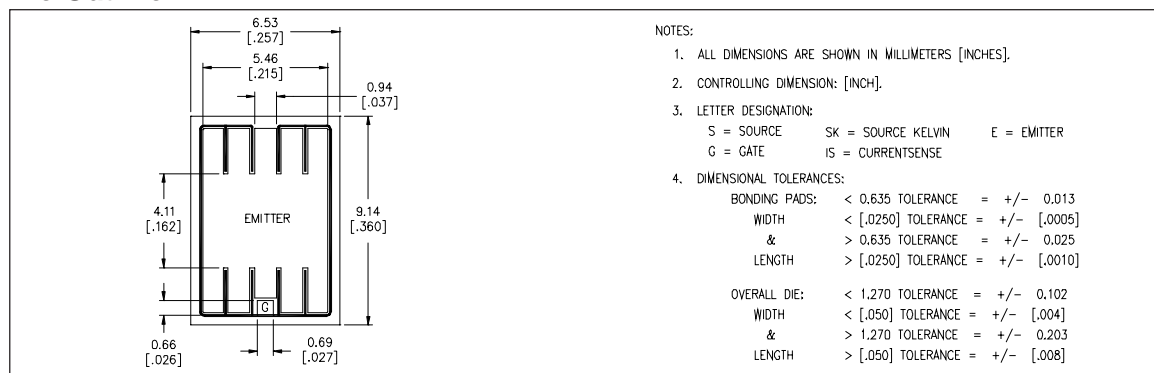 6.53
[.257]
5.46
[.215]
0.94
[.037]
4.11
[.162]
EMITTER
9.14
[.360]
G
0.66
[.026]
0.69
[.027]
NOTES:
1. ALL DIMENSIONS ARE SHOWN IN MILLIMETERS [INCHES].
2. CONTROLLING DIMENSION: [INCH].
3. LETTER DESIGNATION:
S = SOURCE SK = SOURCE KELVIN E = EMITTER
G = GATE IS = CURRENTSENSE
4. DIMENSIONAL TOLERANCES:
BONDING PADS: < 0.635 TOLERANCE = +/- 0.013
WIDTH < [.0250] TOLERANCE = +/- [.0005]
& > 0.635 TOLERANCE = +/- 0.025
LENGTH > [.0250] TOLERANCE = +/- [.0010]
OVERALL DIE: < 1.270 TOLERANCE = +/- 0.102
WIDTH < [.050] TOLERANCE = +/- [.004]
& > 1.270 TOLERANCE = +/- 0.203
LENGTH > [.050] TOLERANCE = +/- [.008]